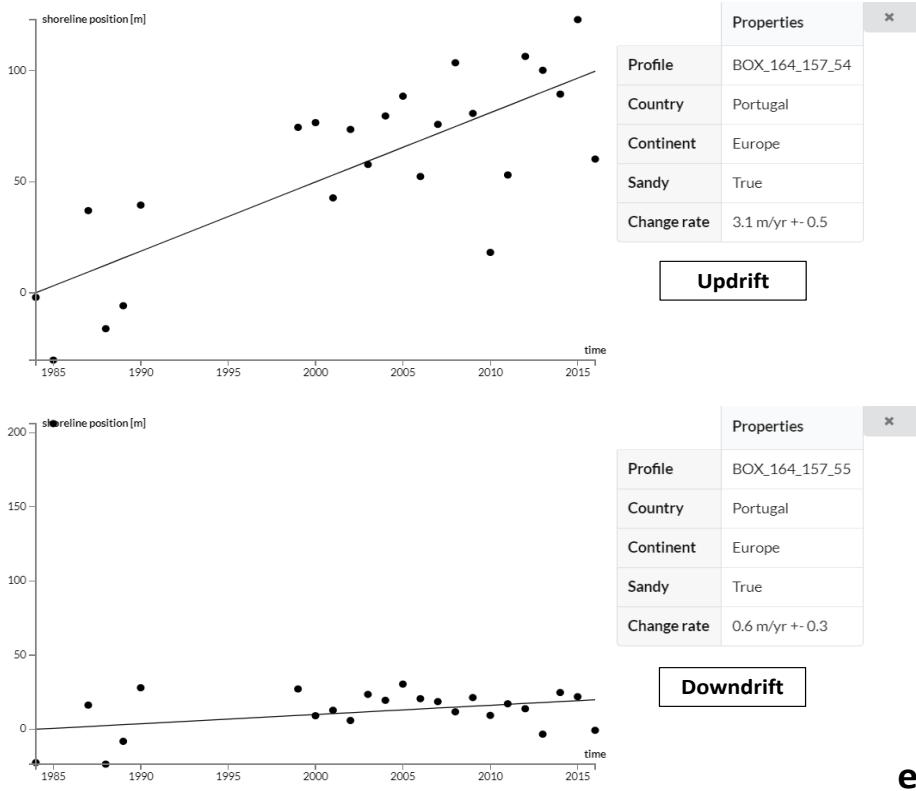 shoreline position [m]
100
50
0
time
1985 1990 1995 2000 2005 2010 2015
Properties ×
Profile BOX_164_157_54
Country Portugal
Continent Europe
Sandy True
Change rate 3.1 m/yr +- 0.5
Updrift
shoreline position [m]
200
150
100
50
0
time
1985 1990 1995 2000 2005 2010 2015
Properties ×
Profile BOX_164_157_55
Country Portugal
Continent Europe
Sandy True
Change rate 0.6 m/yr +- 0.3
Downdrift
e